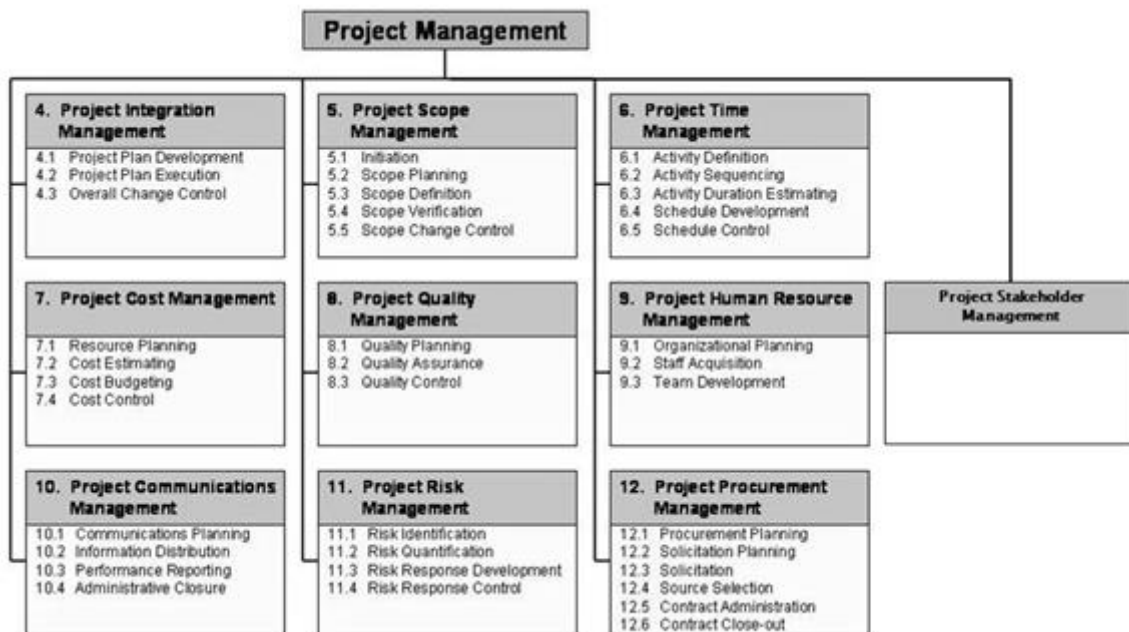 Project Management
4. Project Integration
Management
4.1 Project Plan Development
4.2 Project Plan Execution
4.3 Overall Change Control
5. Project Scope
Management
5.1 Initiation
5.2 Scope Planning
5.3 Scope Definition
5.4 Scope Verification
5.5 Scope Change Control
6. Project Time
Management
6.1 Activity Definition
6.2 Activity Sequencing
6.3 Activity Duration Estimating
6.4 Schedule Development
6.5 Schedule Control
7. Project Cost Management
7.1 Resource Planning
7.2 Cost Estimating
7.3 Cost Budgeting
7.4 Cost Control
8. Project Quality
Management
8.1 Quality Planning
8.2 Quality Assurance
8.3 Quality Control
9. Project Human Resource
Management
9.1 Organizational Planning
9.2 Staff Acquisition
9.3 Team Development
Project Stakeholder
Management
10. Project Communications
Management
10.1 Communications Planning
10.2 Information Distribution
10.3 Performance Reporting
10.4 Administrative Closure
11. Project Risk
Management
11.1 Risk Identification
11.2 Risk Quantification
11.3 Risk Response Development
11.4 Risk Response Control
12. Project Procurement
Management
12.1 Procurement Planning
12.2 Solicitation Planning
12.3 Solicitation
12.4 Source Selection
12.5 Contract Administration
12.6 Contract Close-out